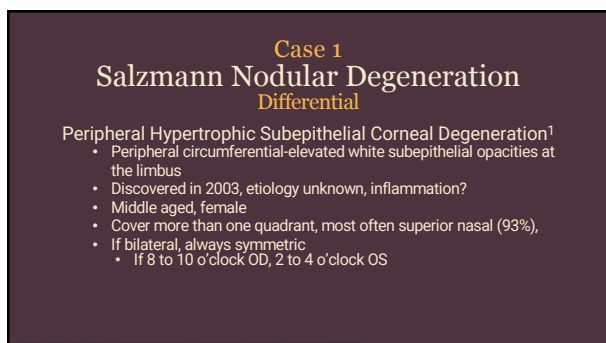 Case 1
Salzmann Nodular Degeneration
Differential
Peripheral Hypertrophic Subepithelial Corneal Degeneration¹
• Peripheral circumferential-elevated white subepithelial opacities at
the limbus
• Discovered in 2003, etiology unknown, inflammation?
• Middle aged, female
• Cover more than one quadrant, most often superior nasal (93%),
• If bilateral, always symmetric
• If 8 to 10 o'clock OD, 2 to 4 o'clock OS